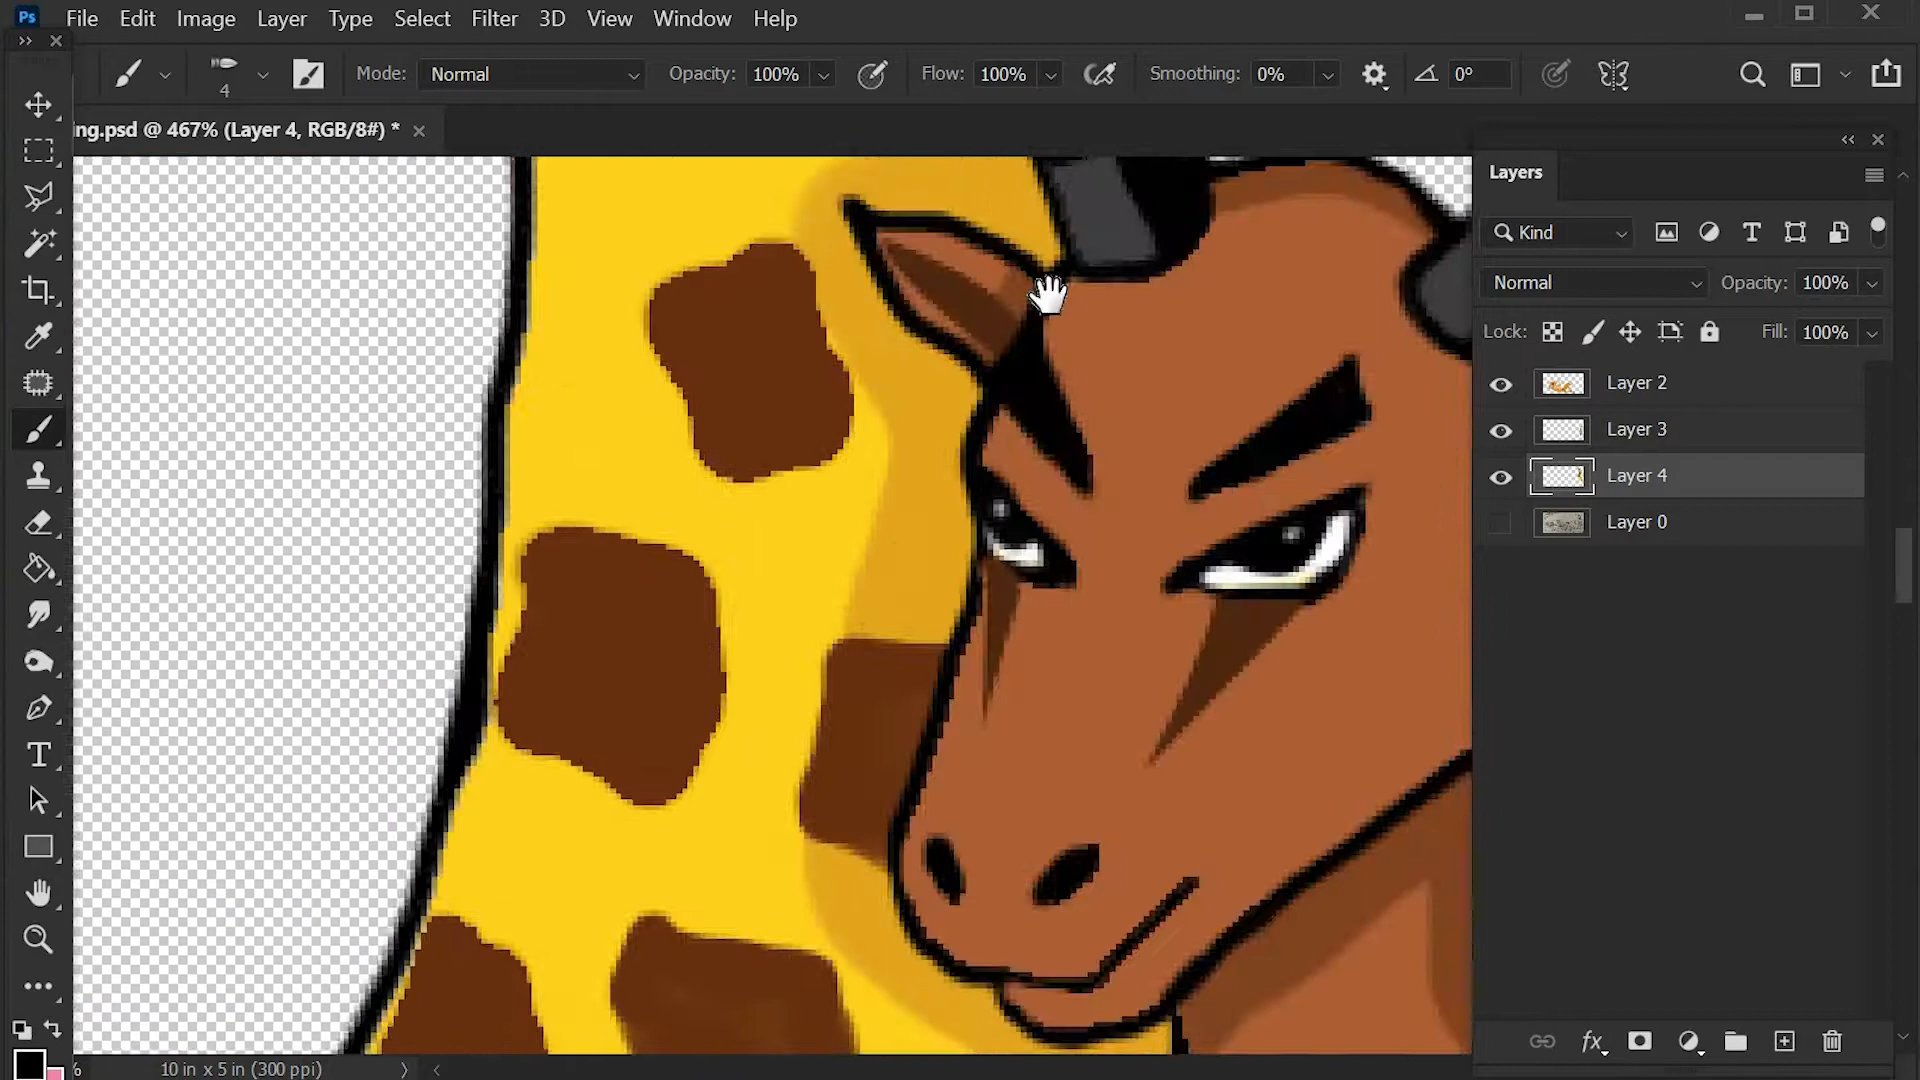 Ps File Edit Image Layer Type Select Filter 3D View Window Help
4 Mode: Normal Opacity: 100% Flow: 100% Smoothing: 0% 0°
ing.psd @ 467% (Layer 4, RGB/8#) *
Layers
Kind
Normal Opacity: 100%
Lock: Fill: 100%
Layer 2
Layer 3
Layer 4
Layer 0
% 10 in x 5 in (300 ppi)
fx